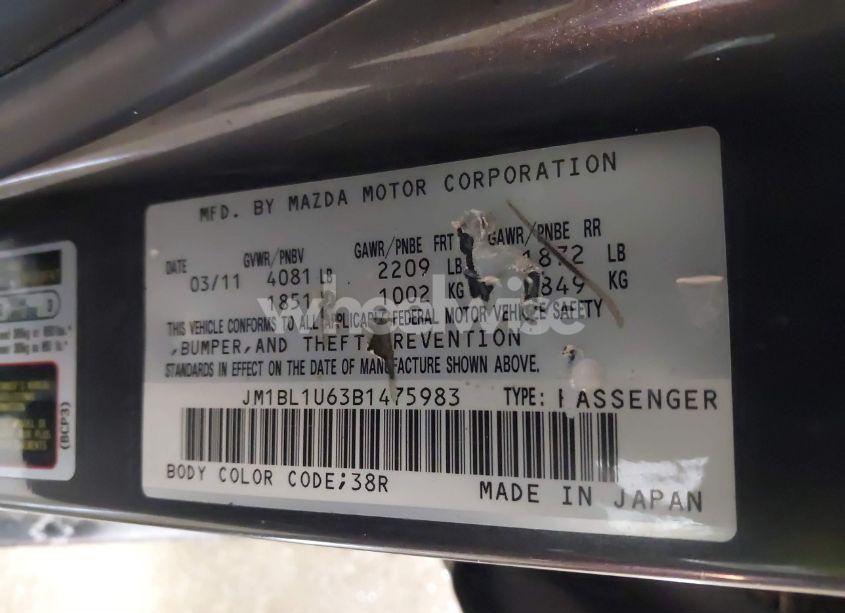 MFD. BY MAZDA MOTOR CORPORATION
DATE GVWR/PNBV GAWR/PNBE FRT GAWR/PNBE RR
03/11 4081 LB 2209 LB 1872 LB
1851 1002 KG 849 KG
wheelwise
THIS VEHICLE CONFORMS TO ALL APPLICABLE FEDERAL MOTOR VEHICLE SAFETY
,BUMPER,AND THEFT PREVENTION
STANDARDS IN EFFECT ON THE DATE OF MANUFACTURE SHOWN ABOVE.
JM1BL1U63B1475983 TYPE: PASSENGER
BODY COLOR CODE;38R MADE IN JAPAN
(BCP3)